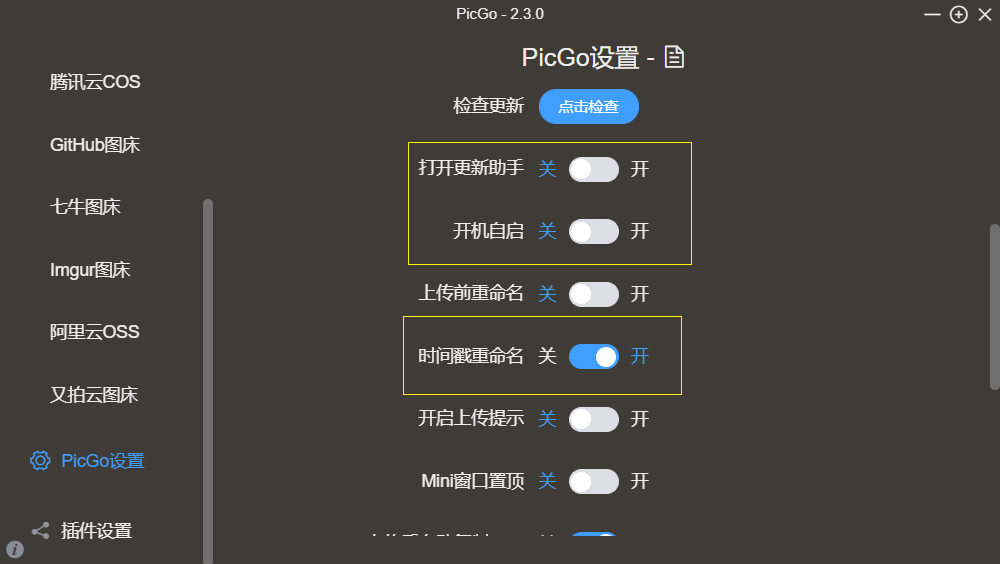 PicGo - 2.3.0
腾讯云COS
GitHub图床
七牛图床
Imgur图床
阿里云OSS
又拍云图床
PicGo设置
插件设置
PicGo设置 -
检查更新 点击检查
打开更新助手 关 开
开机自启 关 开
上传前重命名 关 开
时间戳重命名 关 开
开启上传提示 关 开
Mini窗口置顶 关 开